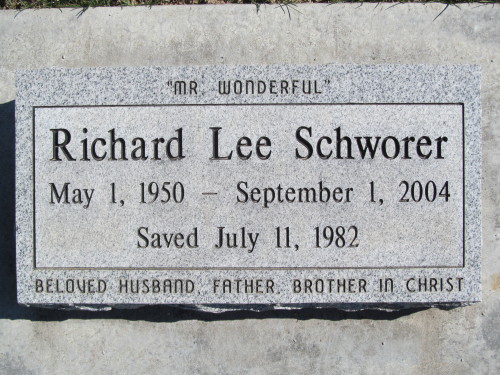 "MR. WONDERFUL"
Richard Lee Schworer
May 1, 1950 – September 1, 2004
Saved July 11, 1982
BELOVED HUSBAND, FATHER, BROTHER IN CHRIST